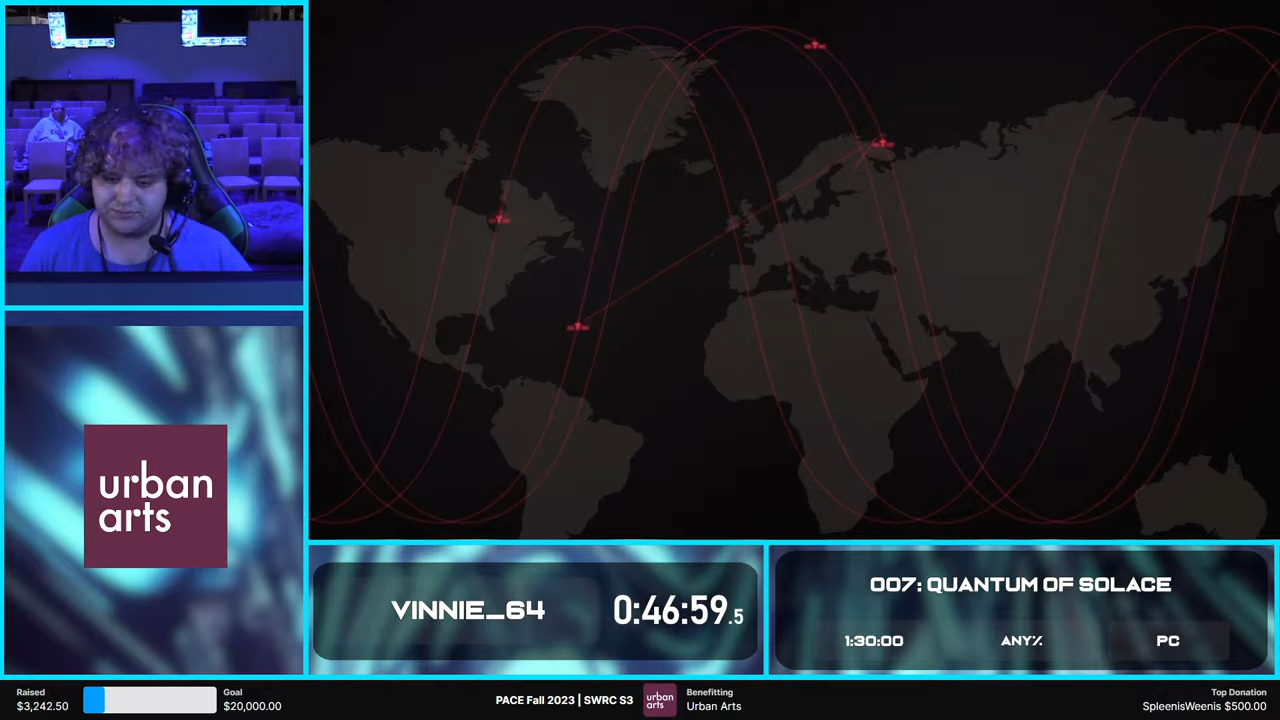 urban
arts
VINNIE_64
0:46:59.5
007: QUANTUM OF SOLACE
1:30:00
ANY%
PC
Raised
$3,242.50
Goal
$20,000.00
PACE Fall 2023 | SWRC S3
urban
arts
Benefitting
Urban Arts
Top Donation
SpleenisWeenis $500.00